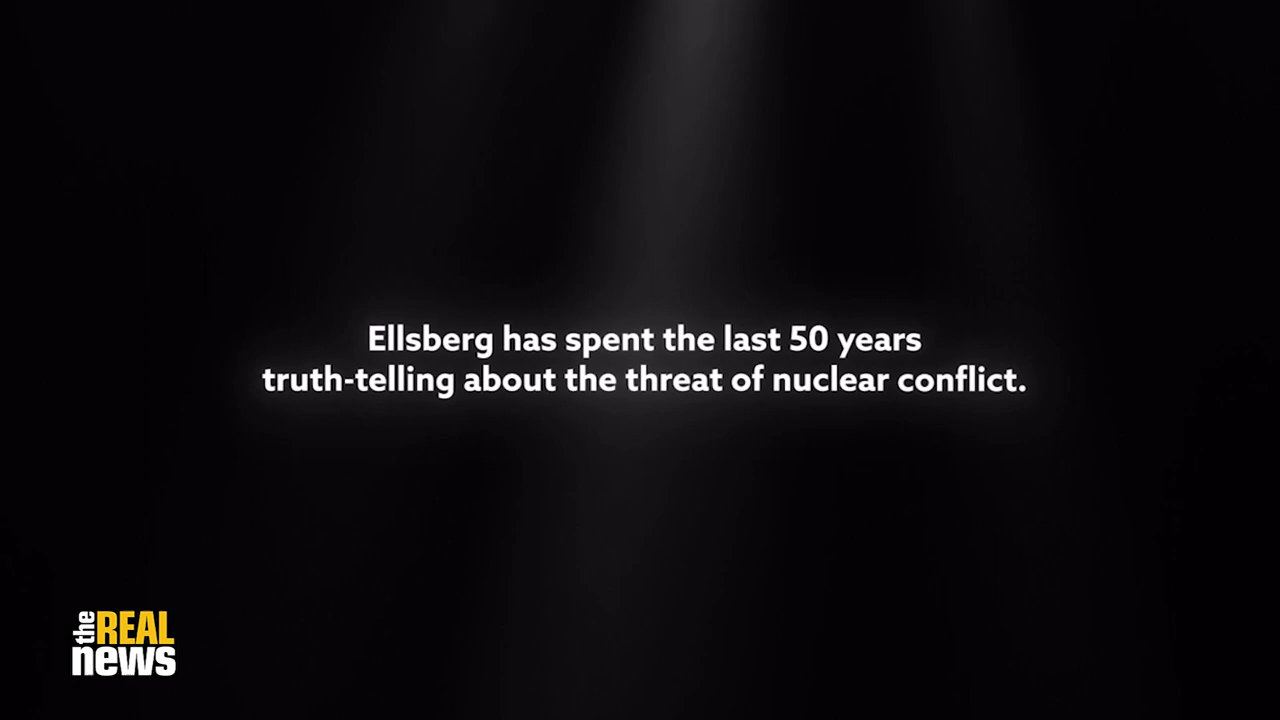 Ellsberg has spent the last 50 years
truth-telling about the threat of nuclear conflict.
the REAL
news